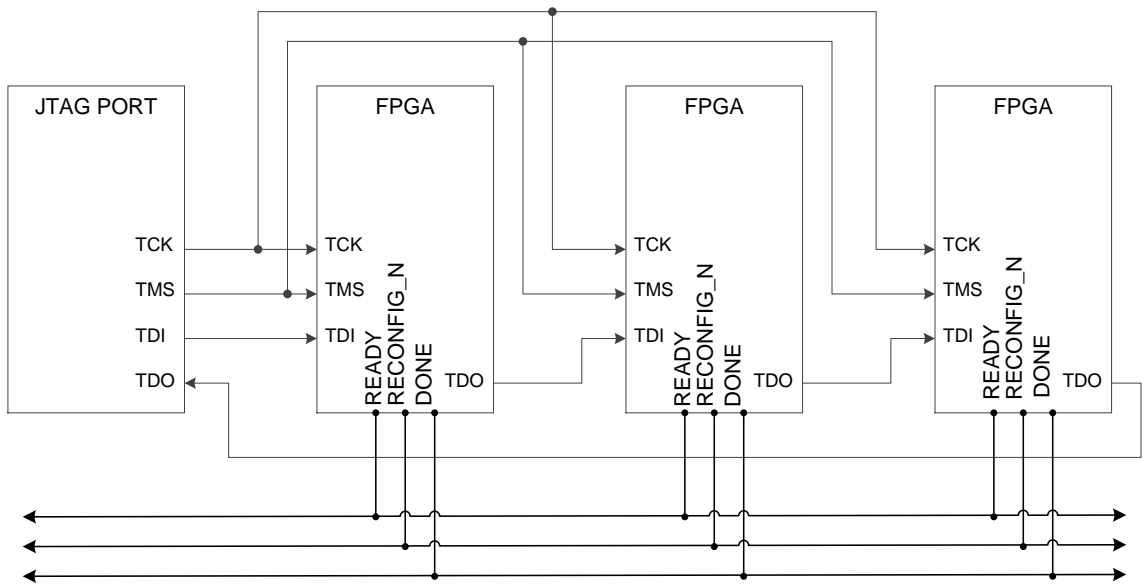 JTAG PORT
TCK
TMS
TDI
TDO
FPGA
TCK
TMS
TDI
READY
RECONFIG_N
DONE
TDO
FPGA
TCK
TMS
TDI
READY
RECONFIG_N
DONE
TDO
FPGA
TCK
TMS
TDI
READY
RECONFIG_N
DONE
TDO